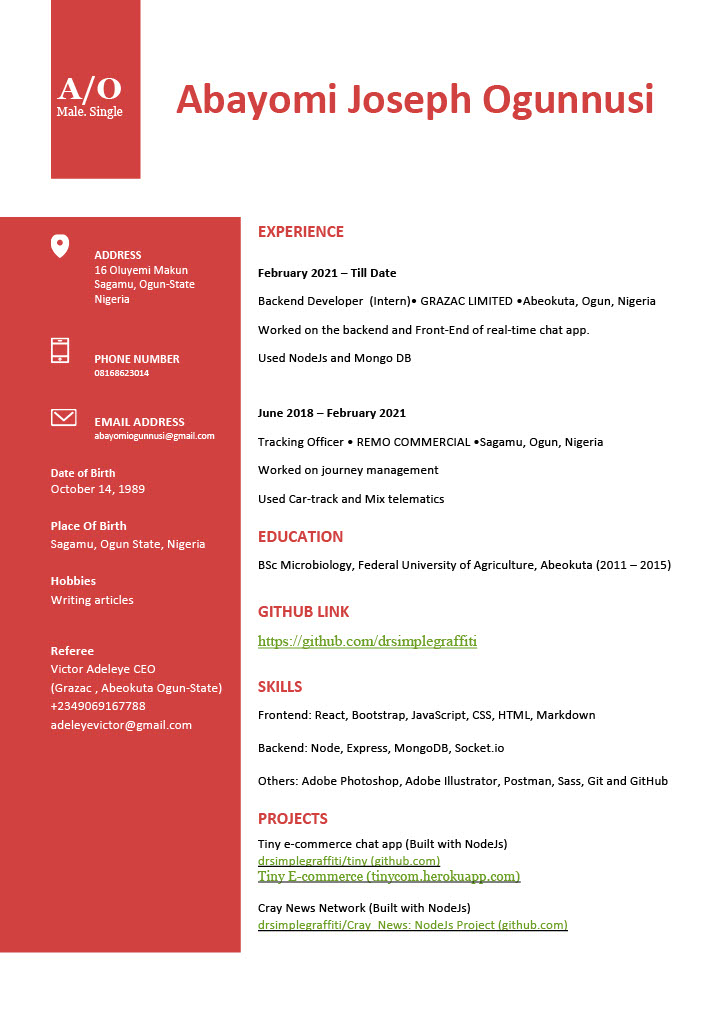 A/O
Male. Single
Abayomi Joseph Ogunnusi
ADDRESS
16 Oluyemi Makun
Sagamu, Ogun-State
Nigeria
PHONE NUMBER
08168623014
EMAIL ADDRESS
abayomiogunnusi@gmail.com
Date of Birth
October 14, 1989
Place Of Birth
Sagamu, Ogun State, Nigeria
Hobbies
Writing articles
Referee
Victor Adeleye CEO
(Grazac , Abeokuta Ogun-State)
+2349069167788
adeleyevictor@gmail.com
EXPERIENCE
February 2021 – Till Date
Backend Developer  (Intern)• GRAZAC LIMITED •Abeokuta, Ogun, Nigeria
Worked on the backend and Front-End of real-time chat app.
Used NodeJs and Mongo DB
June 2018 – February 2021
Tracking Officer • REMO COMMERCIAL •Sagamu, Ogun, Nigeria
Worked on journey management
Used Car-track and Mix telematics
EDUCATION
BSc Microbiology, Federal University of Agriculture, Abeokuta (2011 – 2015)
GITHUB LINK
https://github.com/drsimplegraffiti
SKILLS
Frontend: React, Bootstrap, JavaScript, CSS, HTML, Markdown
Backend: Node, Express, MongoDB, Socket.io
Others: Adobe Photoshop, Adobe Illustrator, Postman, Sass, Git and GitHub
PROJECTS
Tiny e-commerce chat app (Built with NodeJs)
drsimplegraffiti/tiny (github.com)
Tiny E-commerce (tinycom.herokuapp.com)
Cray News Network (Built with NodeJs)
drsimplegraffiti/Cray_News: NodeJs Project (github.com)